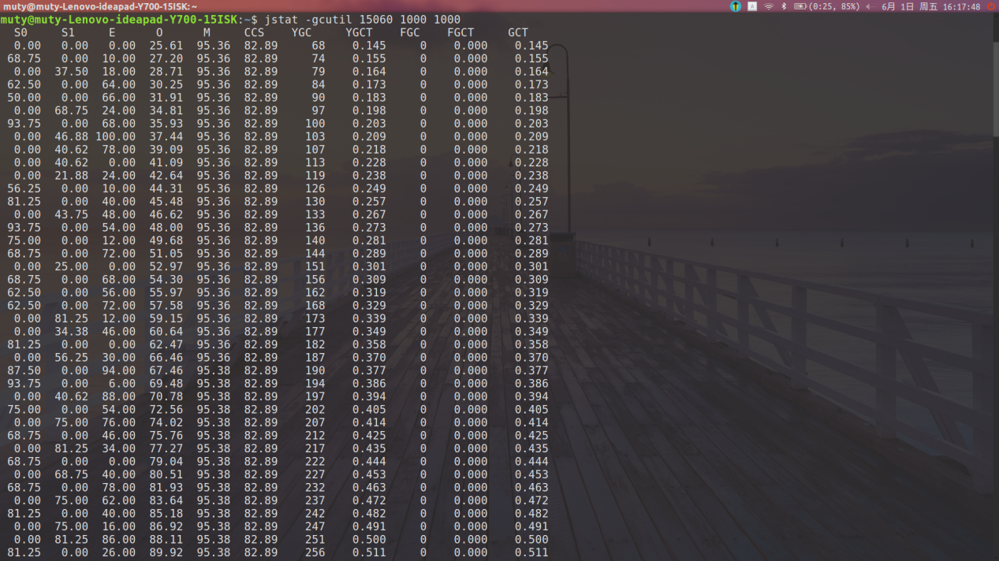 muty@muty-Lenovo-ideapad-Y700-15ISK: ~ A (0:25, 85%) 6月 1日 周五 16:17:48
muty@muty-Lenovo-ideapad-Y700-15ISK:~$ jstat -gcutil 15060 1000 1000
S0 S1 E O M CCS YGC YGCT FGC FGCT GCT
0.00 0.00 0.00 25.61 95.36 82.89 68 0.145 0 0.000 0.145
68.75 0.00 10.00 27.20 95.36 82.89 74 0.155 0 0.000 0.155
0.00 37.50 18.00 28.71 95.36 82.89 79 0.164 0 0.000 0.164
62.50 0.00 64.00 30.25 95.36 82.89 84 0.173 0 0.000 0.173
50.00 0.00 66.00 31.91 95.36 82.89 90 0.183 0 0.000 0.183
0.00 68.75 24.00 34.81 95.36 82.89 97 0.198 0 0.000 0.198
93.75 0.00 68.00 35.93 95.36 82.89 100 0.203 0 0.000 0.203
0.00 46.88 100.00 37.44 95.36 82.89 103 0.209 0 0.000 0.209
0.00 40.62 78.00 39.09 95.36 82.89 107 0.218 0 0.000 0.218
0.00 40.62 0.00 41.09 95.36 82.89 113 0.228 0 0.000 0.228
0.00 21.88 24.00 42.64 95.36 82.89 119 0.238 0 0.000 0.238
56.25 0.00 10.00 44.31 95.36 82.89 126 0.249 0 0.000 0.249
81.25 0.00 40.00 45.48 95.36 82.89 130 0.257 0 0.000 0.257
0.00 43.75 48.00 46.62 95.36 82.89 133 0.267 0 0.000 0.267
93.75 0.00 54.00 48.00 95.36 82.89 136 0.273 0 0.000 0.273
75.00 0.00 12.00 49.68 95.36 82.89 140 0.281 0 0.000 0.281
68.75 0.00 72.00 51.05 95.36 82.89 144 0.289 0 0.000 0.289
0.00 25.00 0.00 52.97 95.36 82.89 151 0.301 0 0.000 0.301
68.75 0.00 68.00 54.30 95.36 82.89 156 0.309 0 0.000 0.309
62.50 0.00 56.00 55.97 95.36 82.89 162 0.319 0 0.000 0.319
62.50 0.00 72.00 57.58 95.36 82.89 168 0.329 0 0.000 0.329
0.00 81.25 12.00 59.15 95.36 82.89 173 0.339 0 0.000 0.339
0.00 34.38 46.00 60.64 95.36 82.89 177 0.349 0 0.000 0.349
81.25 0.00 0.00 62.47 95.36 82.89 182 0.358 0 0.000 0.358
0.00 56.25 30.00 66.46 95.36 82.89 187 0.370 0 0.000 0.370
87.50 0.00 94.00 67.46 95.38 82.89 190 0.377 0 0.000 0.377
93.75 0.00 6.00 69.48 95.38 82.89 194 0.386 0 0.000 0.386
0.00 40.62 88.00 70.78 95.38 82.89 197 0.394 0 0.000 0.394
75.00 0.00 54.00 72.56 95.38 82.89 202 0.405 0 0.000 0.405
0.00 75.00 76.00 74.02 95.38 82.89 207 0.414 0 0.000 0.414
68.75 0.00 46.00 75.76 95.38 82.89 212 0.425 0 0.000 0.425
0.00 81.25 34.00 77.27 95.38 82.89 217 0.435 0 0.000 0.435
68.75 0.00 0.00 79.04 95.38 82.89 222 0.444 0 0.000 0.444
0.00 68.75 40.00 80.51 95.38 82.89 227 0.453 0 0.000 0.453
68.75 0.00 78.00 81.93 95.38 82.89 232 0.463 0 0.000 0.463
0.00 75.00 62.00 83.64 95.38 82.89 237 0.472 0 0.000 0.472
81.25 0.00 40.00 85.18 95.38 82.89 242 0.482 0 0.000 0.482
0.00 75.00 16.00 86.92 95.38 82.89 247 0.491 0 0.000 0.491
0.00 81.25 86.00 88.11 95.38 82.89 251 0.500 0 0.000 0.500
81.25 0.00 26.00 89.92 95.38 82.89 256 0.511 0 0.000 0.511